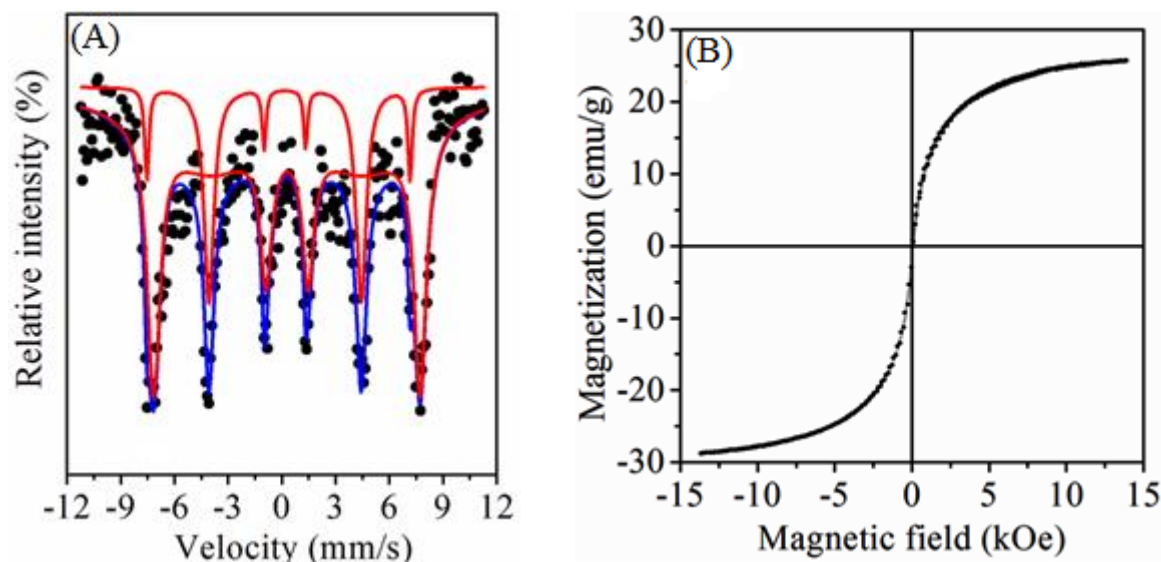 (A)
Relative intensity (%)
-12 -9 -6 -3 0 3 6 9 12
Velocity (mm/s)
(B)
Magnetization (emu/g)
30
20
10
0
-10
-20
-30
-15 -10 -5 0 5 10 15
Magnetic field (kOe)